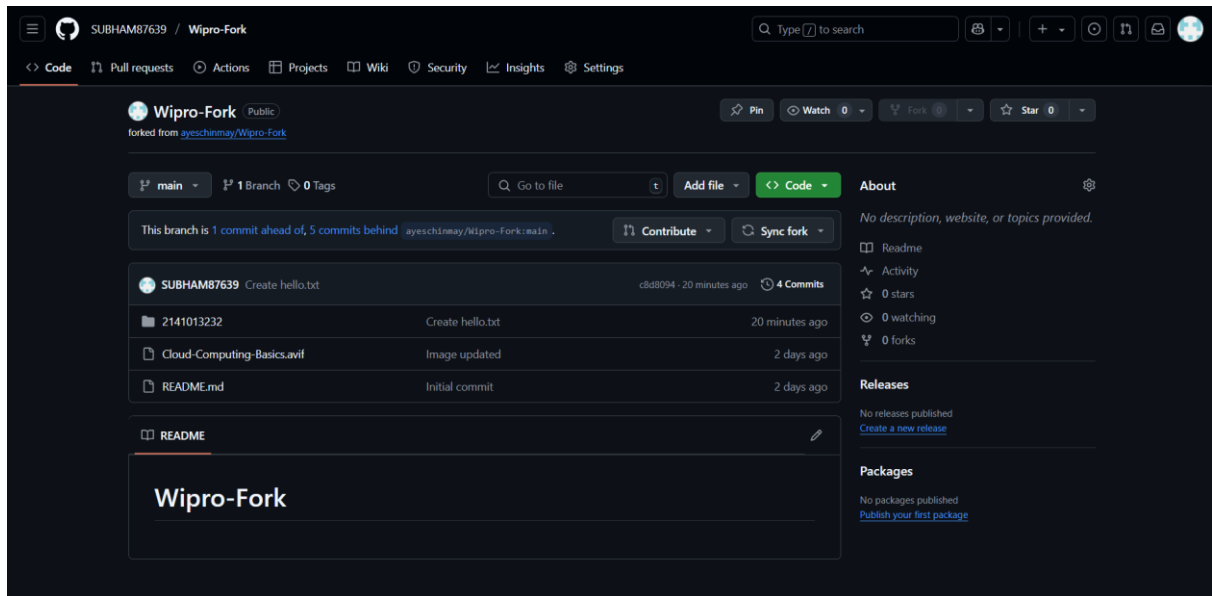 SUBHAM87639 / Wipro-Fork
Type / to search
Code Pull requests Actions Projects Wiki Security Insights Settings
Wipro-Fork Public
Pin Watch 0 Fork 0 Star 0
forked from ayeschinmay/Wipro-Fork
main 1 Branch 0 Tags Go to file t Add file Code
This branch is 1 commit ahead of, 5 commits behind ayeschinmay/Wipro-Fork:main .
Contribute Sync fork
SUBHAM87639 Create hello.txt c8d8094 · 20 minutes ago 4 Commits
2141013232 Create hello.txt 20 minutes ago
Cloud-Computing-Basics.avif Image updated 2 days ago
README.md Initial commit 2 days ago
README
Wipro-Fork
About
No description, website, or topics provided.
Readme
Activity
0 stars
0 watching
0 forks
Releases
No releases published
Create a new release
Packages
No packages published
Publish your first package